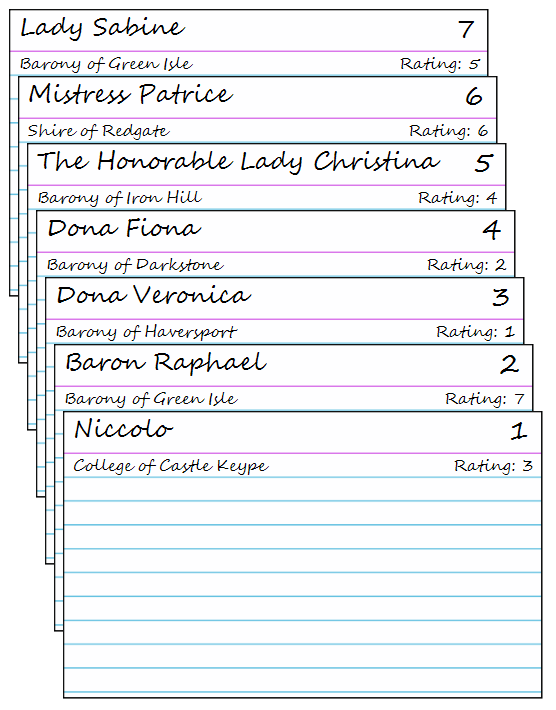 Lady Sabine 7
Barony of Green Isle Rating: 5
Mistress Patrice 6
Shire of Redgate Rating: 6
The Honorable Lady Christina 5
Barony of Iron Hill Rating: 4
Dona Fiona 4
Barony of Darkstone Rating: 2
Dona Veronica 3
Barony of Haversport Rating: 1
Baron Raphael 2
Barony of Green Isle Rating: 7
Niccolo 1
College of Castle Keype Rating: 3